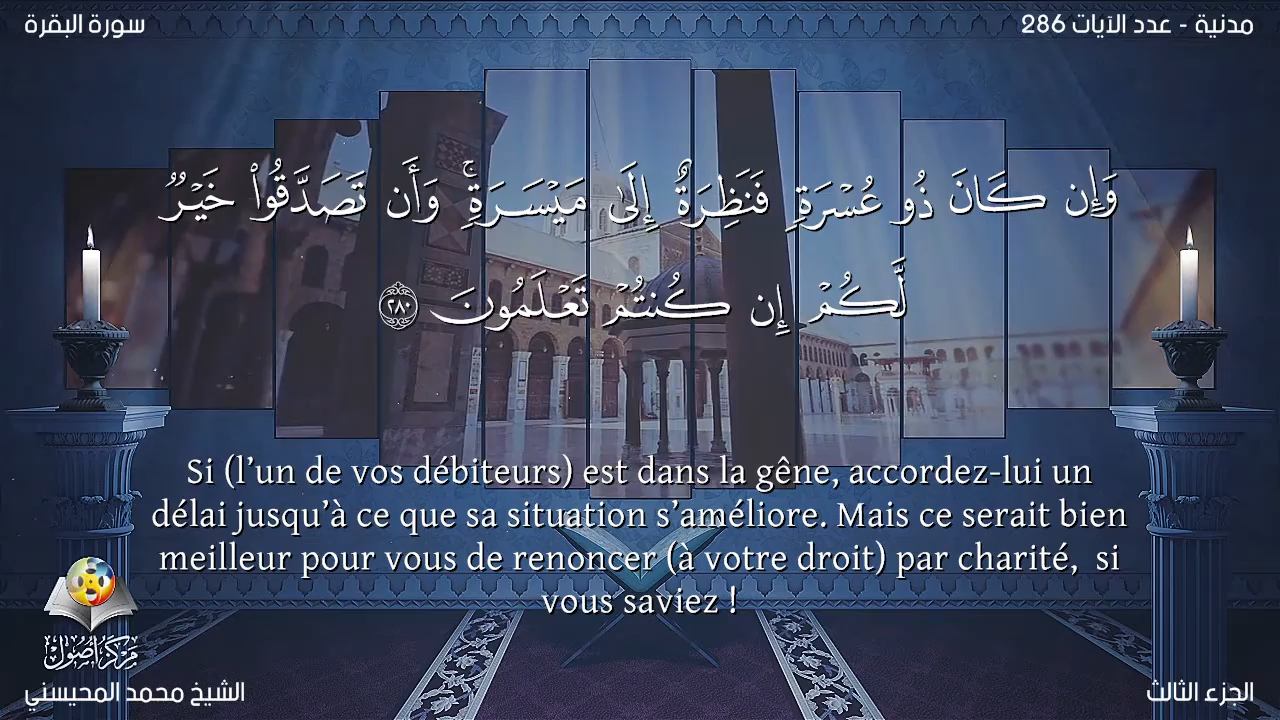 سورة البقرة
مدنية - عدد الآيات 286
وَإِن كَانَ ذُو عُسْرَةٍ فَنَظِرَةٌ إِلَىٰ مَيْسَرَةٍ ۚ وَأَن تَصَدَّقُوا۟ خَيْرٌ
لَّكُمْ إِن كُنتُمْ تَعْلَمُونَ ٢٨٠
Si (l’un de vos débiteurs) est dans la gêne, accordez-lui un
délai jusqu’à ce que sa situation s’améliore. Mais ce serait bien
meilleur pour vous de renoncer (à votre droit) par charité,  si
vous saviez !
مركز أصول
الشيخ محمد المحيسني
الجزء الثالث